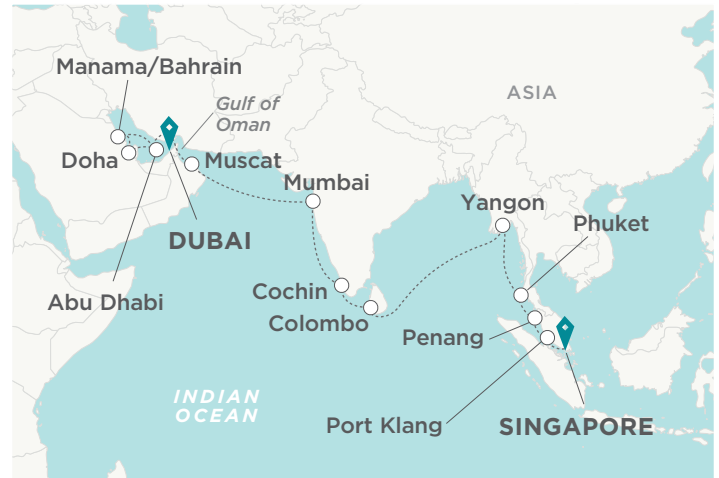 Manama/Bahrain
ASIA
Gulf of
Oman
Doha
Muscat
Mumbai
Yangon
Phuket
DUBAI
Abu Dhabi
Cochin
Colombo
Penang
INDIAN
OCEAN
Port Klang
SINGAPORE